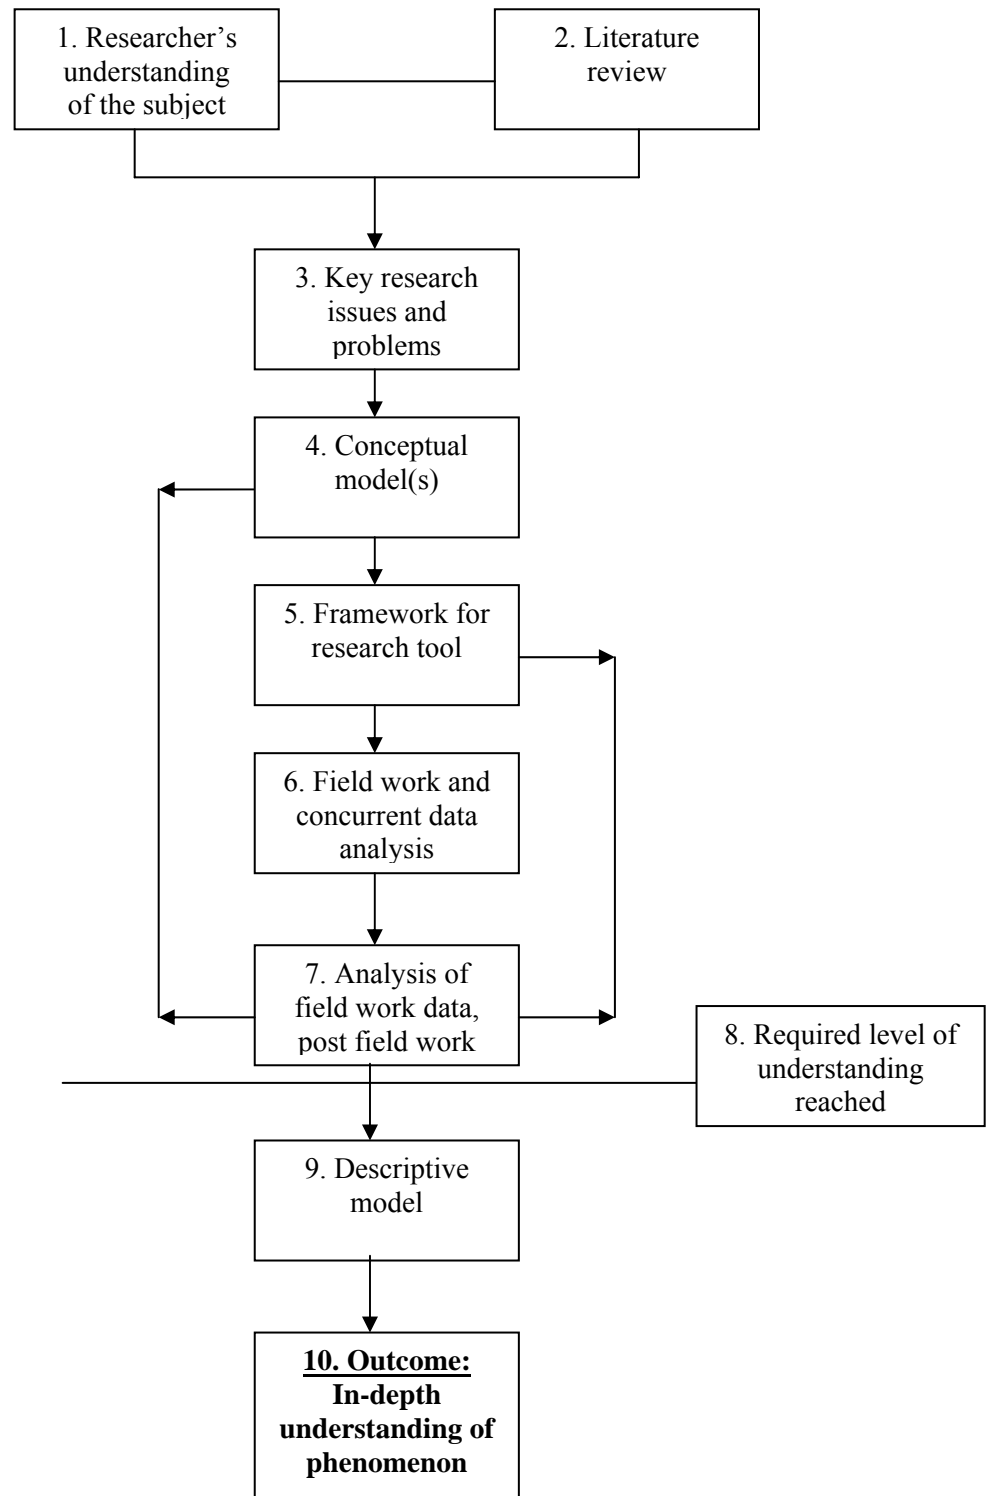 1. Researcher’s
understanding
of the subject
2. Literature
review
3. Key research
issues and
problems
4. Conceptual
model(s)
5. Framework for
research tool
6. Field work and
concurrent data
analysis
7. Analysis of
field work data,
post field work
8. Required level of
understanding
reached
9. Descriptive
model
10. Outcome:
In-depth
understanding of
phenomenon